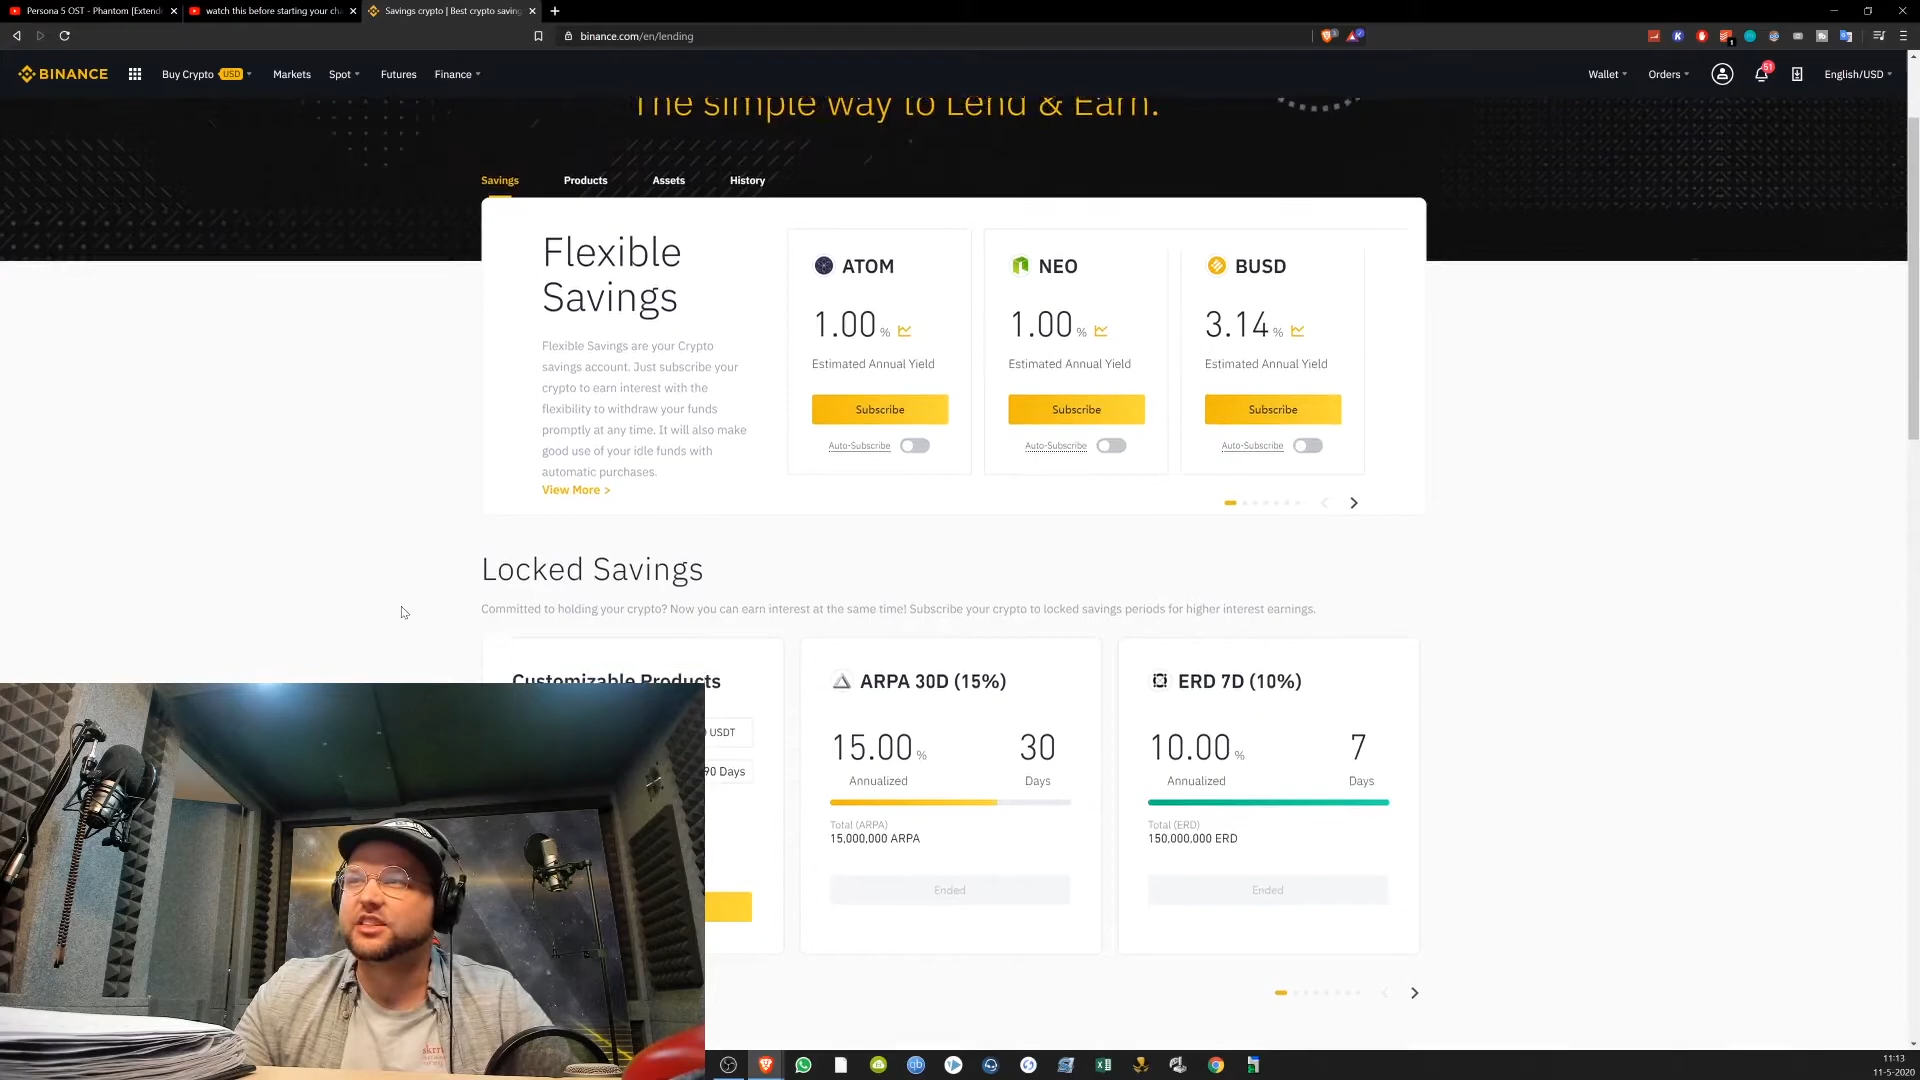 Persona 5 OST - Phantom [Extend
watch this before starting your ch
Savings crypto | Best crypto saving
binance.com/en/lending
BINANCE
Buy Crypto USD
Markets
Spot
Futures
Finance
Wallet
Orders
51
English/USD
The simple way to Lend & Earn.
Savings
Products
Assets
History
Flexible
Savings
Flexible Savings are your Crypto
savings account. Just subscribe your
crypto to earn interest with the
flexibility to withdraw your funds
promptly at any time. It will also make
good use of your idle funds with
automatic purchases.
View More >
ATOM
1.00 %
Estimated Annual Yield
Subscribe
Auto-Subscribe
NEO
1.00 %
Estimated Annual Yield
Subscribe
Auto-Subscribe
BUSD
3.14 %
Estimated Annual Yield
Subscribe
Auto-Subscribe
Locked Savings
Committed to holding your crypto? Now you can earn interest at the same time! Subscribe your crypto to locked savings periods for higher interest earnings.
Customizable Products
USDT
90 Days
ARPA 30D (15%)
15.00 %
Annualized
30
Days
Total (ARPA)
15,000,000 ARPA
Ended
ERD 7D (10%)
10.00 %
Annualized
7
Days
Total (ERD)
150,000,000 ERD
Ended
11:13
11-5-2020